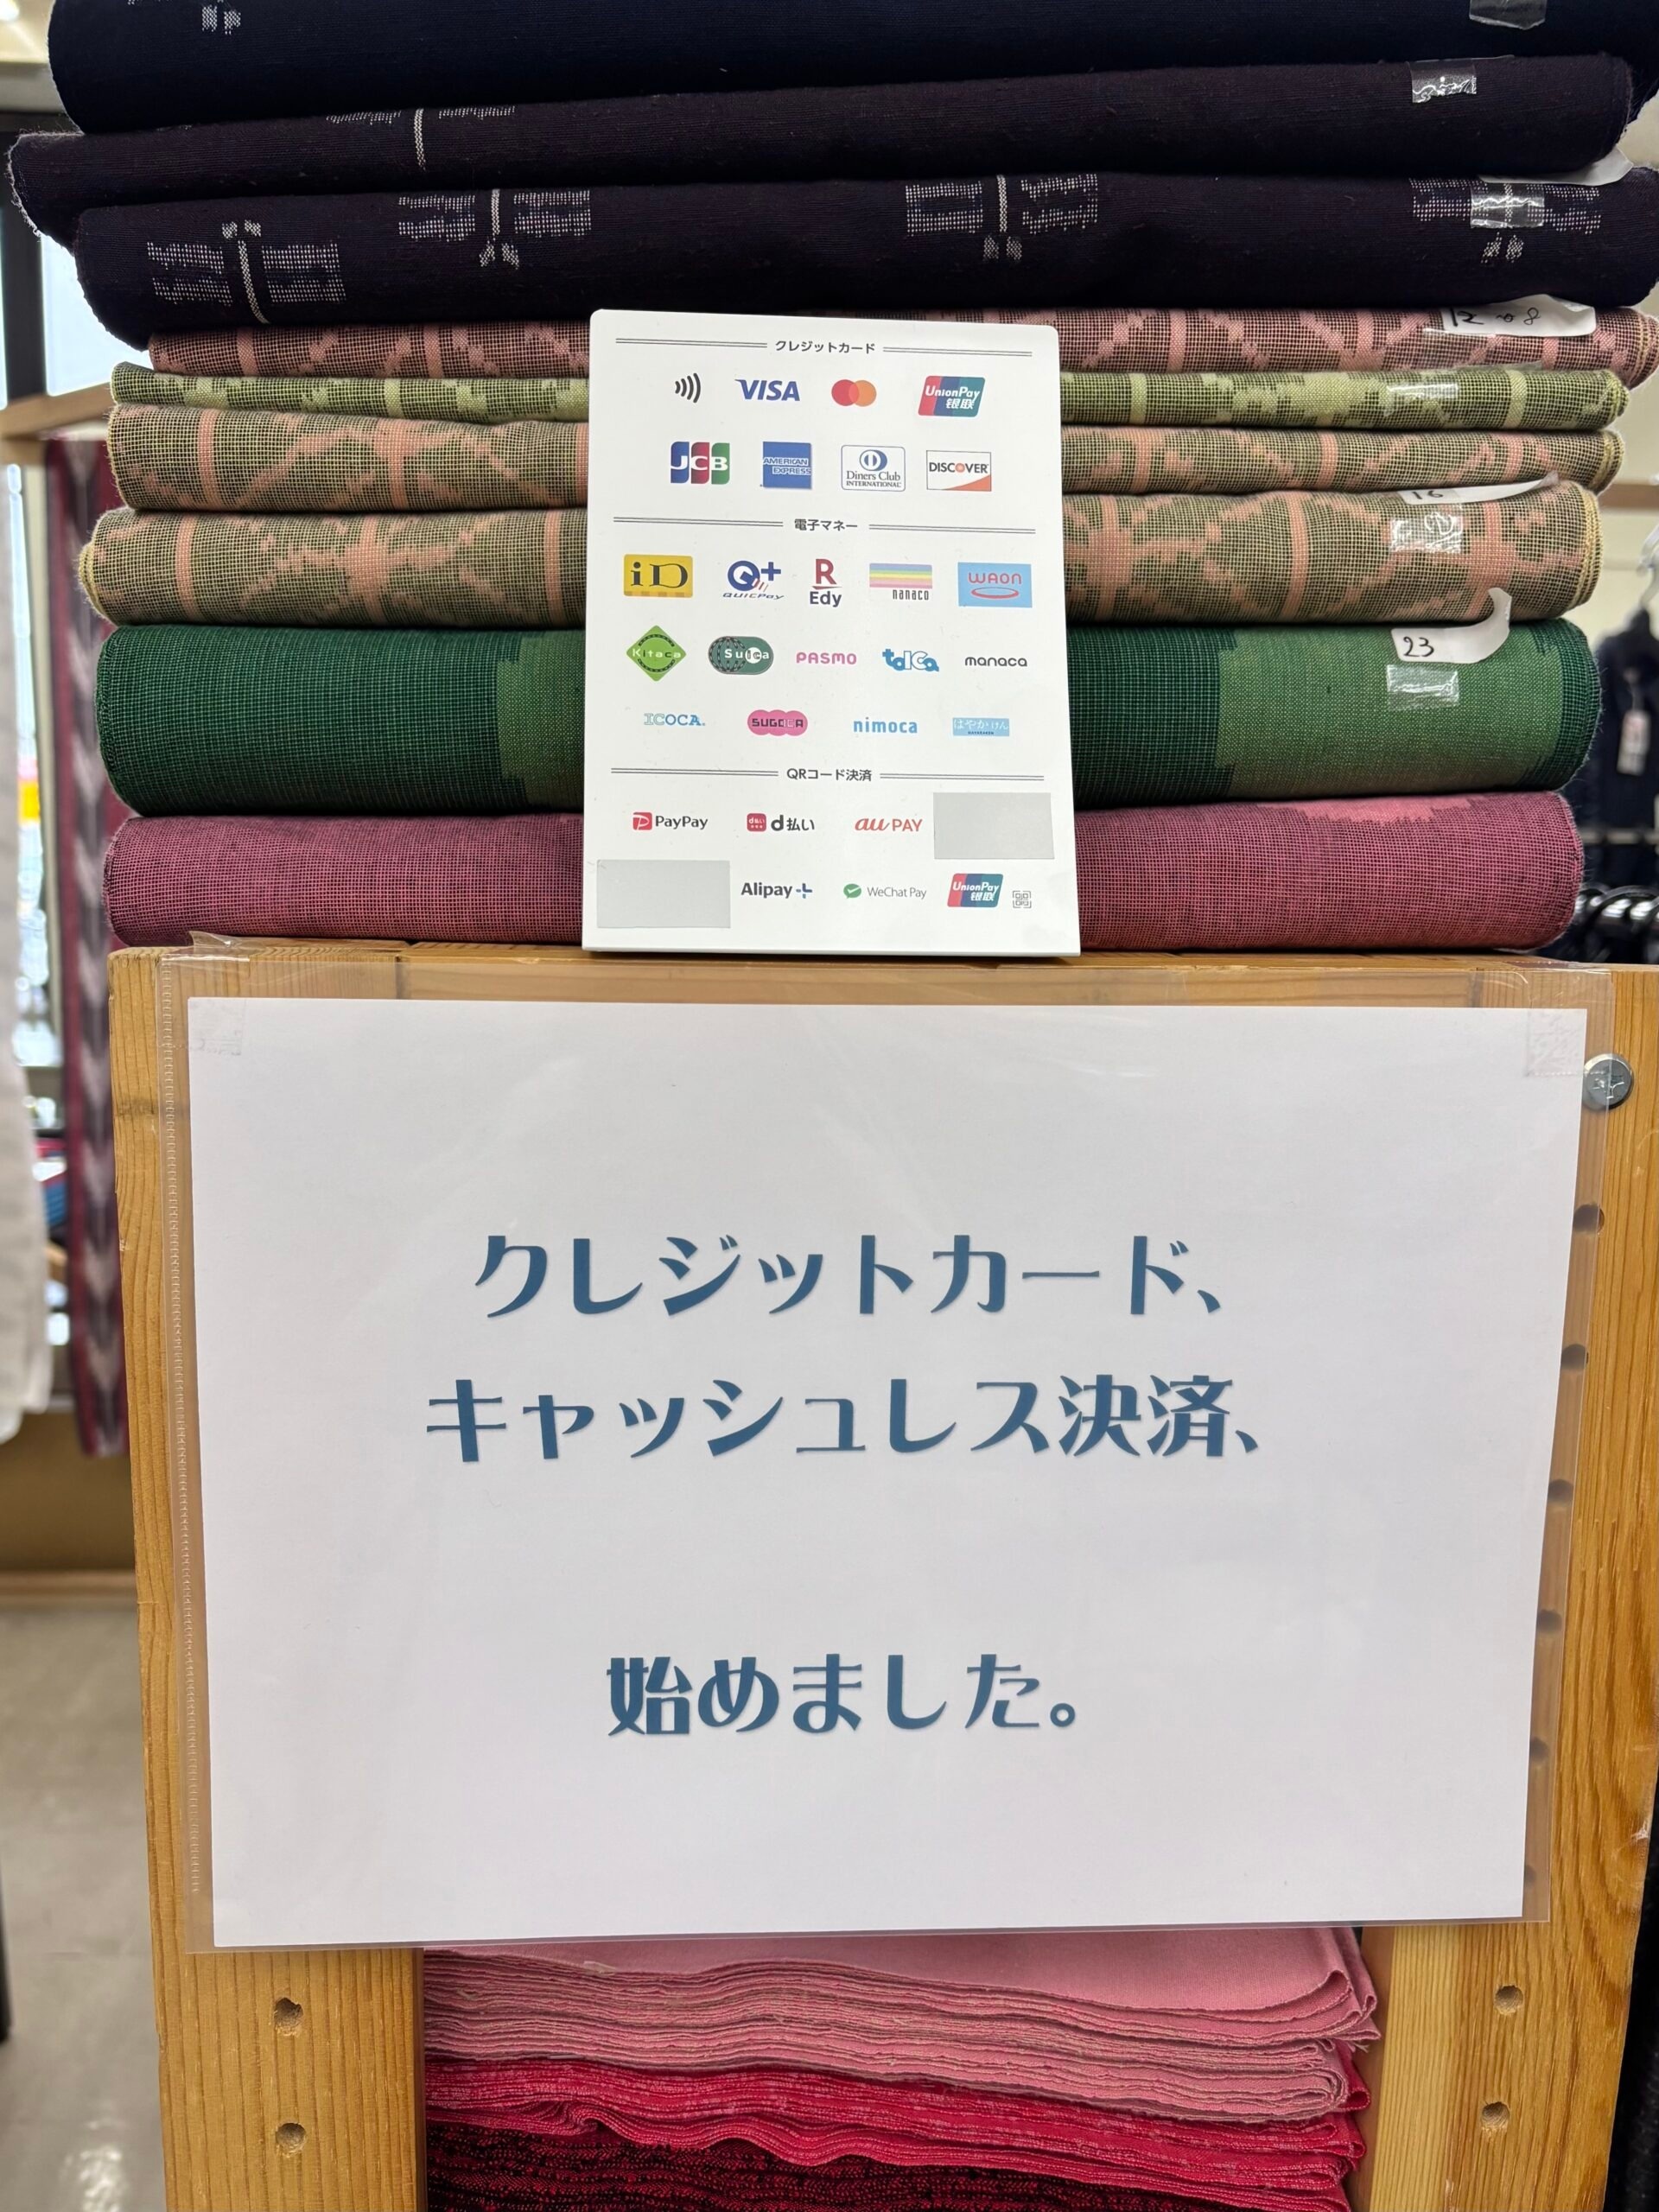 12 8
16
23
クレジットカード
VISA
UnionPay
银联
JCB
AMERICAN
EXPRESS
Diners Club
INTERNATIONAL
DISCOVER
電子マネー
iD
QUICPay
R
Edy
nanaco
WAON
Kitaca
Suica
PASMO
toica
manaca
ICOCA
SUGOCA
nimoca
はやかけん
QRコード決済
PayPay
d払い
au PAY
Alipay+
WeChat Pay
UnionPay
银联
クレジットカード、
キャッシュレス決済、
始めました。